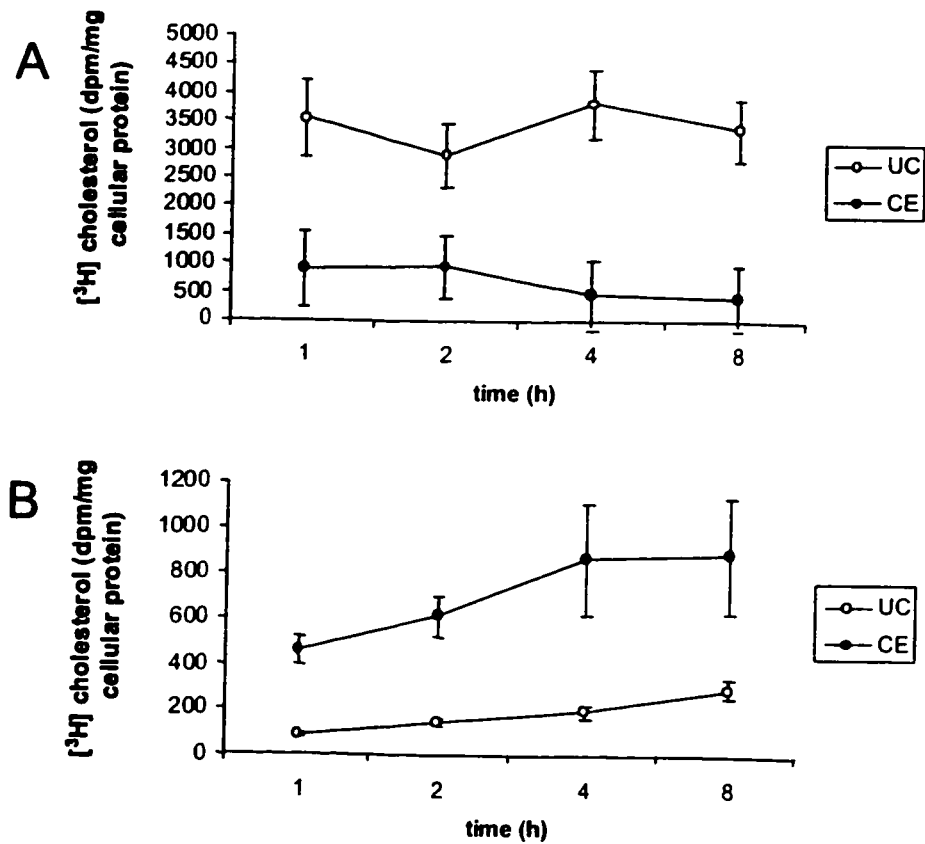 A
[³H] cholesterol (dpm/mg
cellular protein)
5000
4500
4000
3500
3000
2500
2000
1500
1000
500
0
1
2
4
8
time (h)
UC
CE
B
[³H] cholesterol (dpm/mg
cellular protein)
1200
1000
800
600
400
200
0
1
2
4
8
time (h)
UC
CE